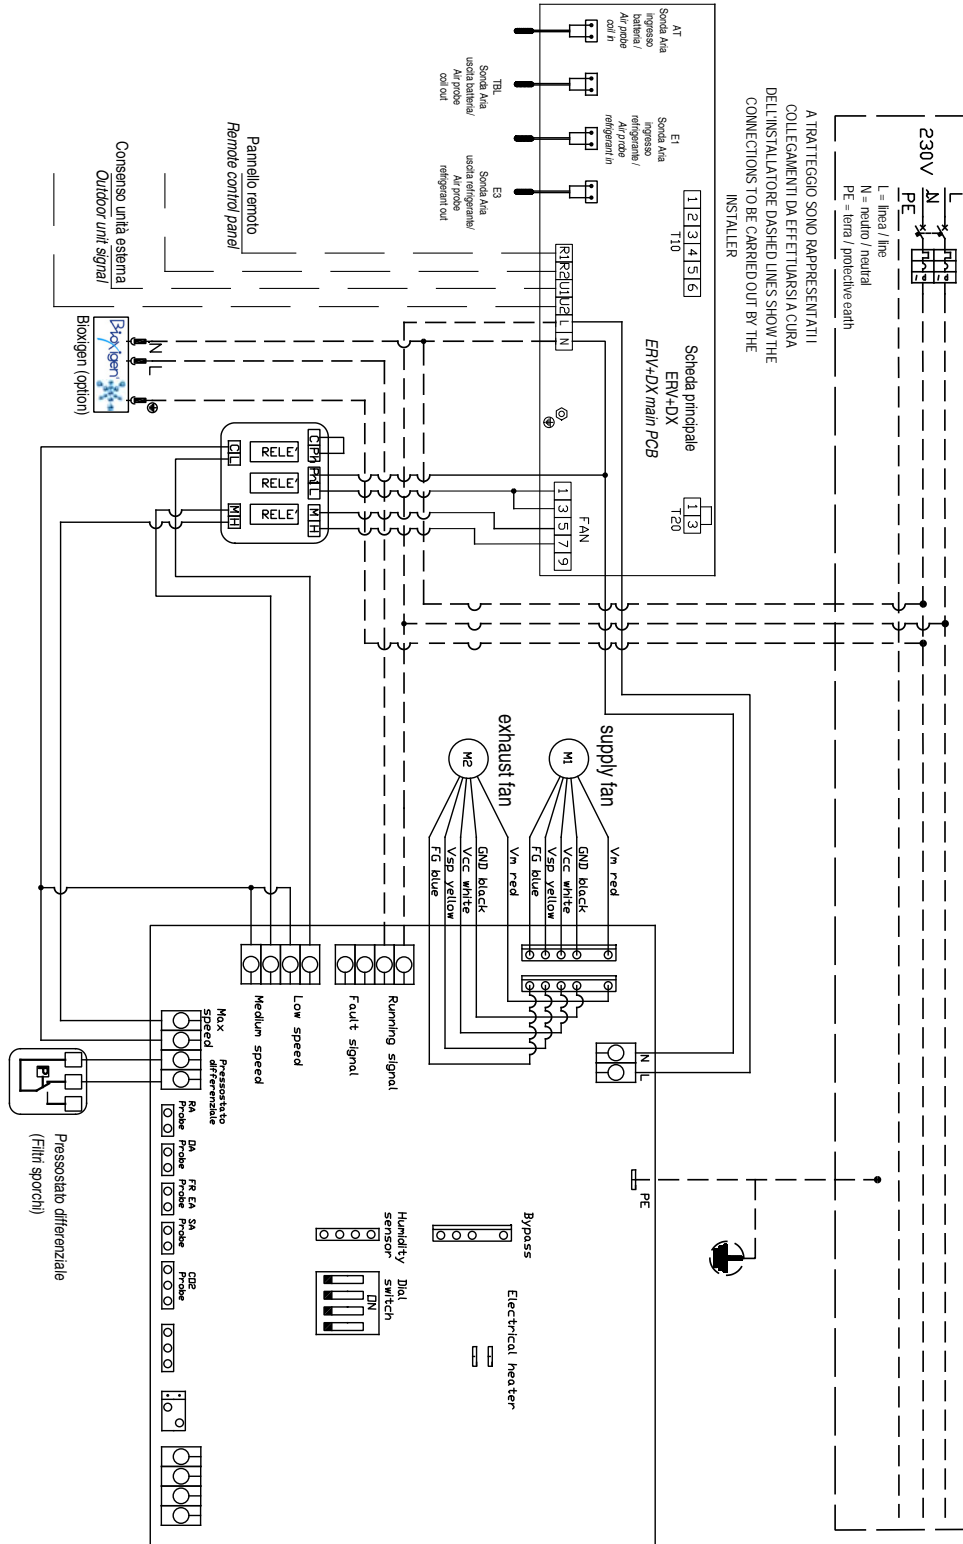 230V
L
N
PE
L = linea / line
N = neutro / neutral
PE = terra / protective earth
A TRATTEGGIO SONO RAPPRESENTATI I
COLLEGAMENTI DA EFFETTUARSI A CURA
DELL'INSTALLATORE DASHED LINES SHOW THE
CONNECTIONS TO BE CARRIED OUT BY THE
INSTALLER
AT
Sonda Aria
ingresso
batteria /
Air probe
coil in
TBL
Sonda Aria
uscita batteria/
Air probe
coil out
E1
Sonda Aria
ingresso
refrigerante /
Air probe
refrigerant in
E3
Sonda Aria
uscita refrigerante/
Air probe
refrigerant out
1 2 3 4 5 6
T10
Scheda principale
ERV+DX
ERV+DX main PCB
1 3
T20
R1 R2 U1 U2 L N
1 3 5 7 9
FAN
Pannello remoto
Remote control panel
Consenso unità esterna
Outdoor unit signal
N
L
Bioxigen
Bioxigen (option)
C Ph Ph L M H
RELE'
RELE'
RELE'
C L
M H
supply fan
M1
Vm red
GND black
Vcc white
Vsp yellow
FG blue
exhaust fan
M2
Vm red
GND black
Vcc white
Vsp yellow
FG blue
N
L
PE
Running signal
Fault signal
Low speed
Medium speed
Max
speed
Pressostato
differenziale
P
Pressostato differenziale
(Filtri sporchi)
RA
Probe
OA
Probe
FR EA
Probe
SA
Probe
CO2
Probe
Bypass
Humidity
sensor
Dial
switch
ON
Electrical heater